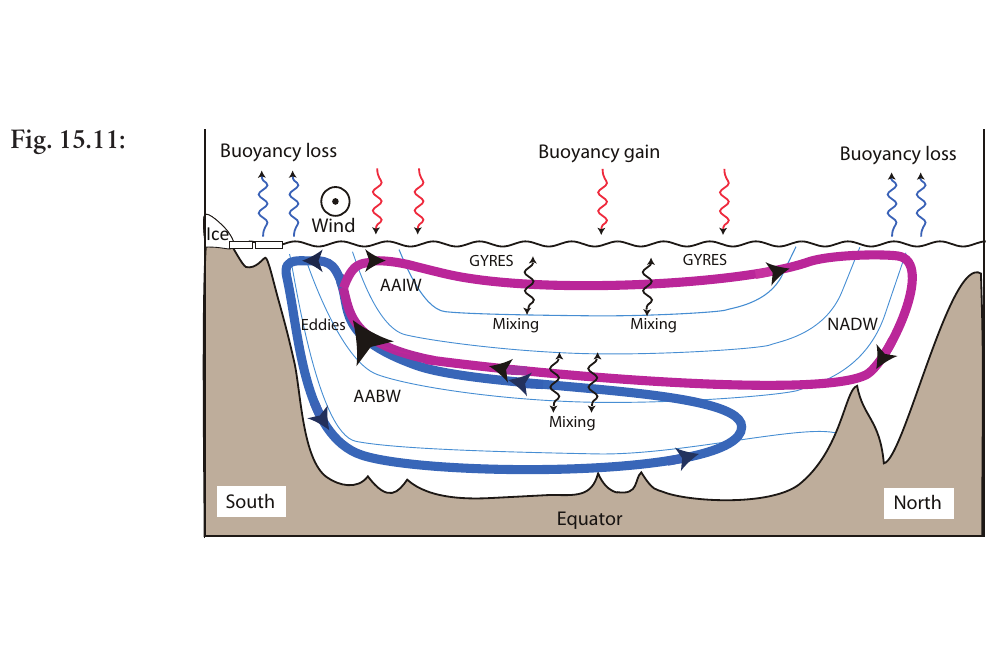 Fig. 15.11:
Buoyancy loss
Buoyancy gain
Buoyancy loss
Wind
Ice
GYRES
GYRES
AAIW
Eddies
Mixing
Mixing
NADW
AABW
Mixing
South
North
Equator